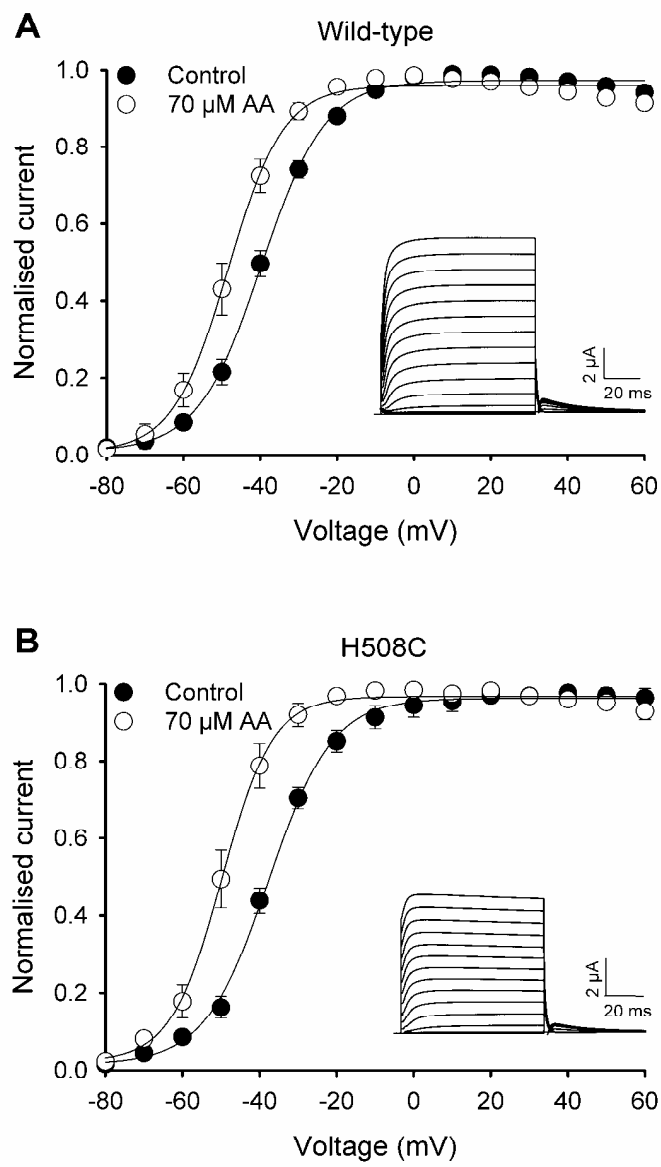 A
Wild-type
1.0
0.8
0.6
0.4
0.2
0.0
Normalised current
Control
70 µM AA
2 µA
20 ms
-80 -60 -40 -20 0 20 40 60
Voltage (mV)
B
H508C
1.0
0.8
0.6
0.4
0.2
0.0
Normalised current
Control
70 µM AA
2 µA
20 ms
-80 -60 -40 -20 0 20 40 60
Voltage (mV)